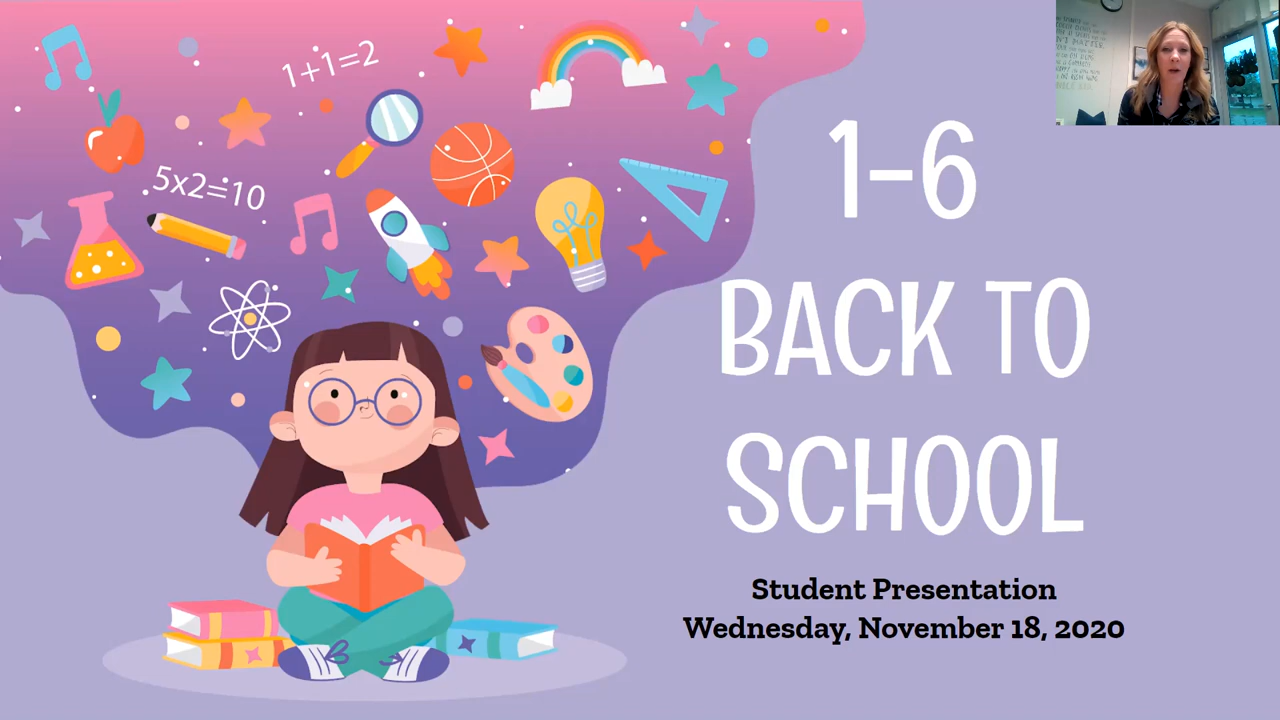 1+1=2
5x2=10
1-6
BACK TO
SCHOOL
Student Presentation
Wednesday, November 18, 2020